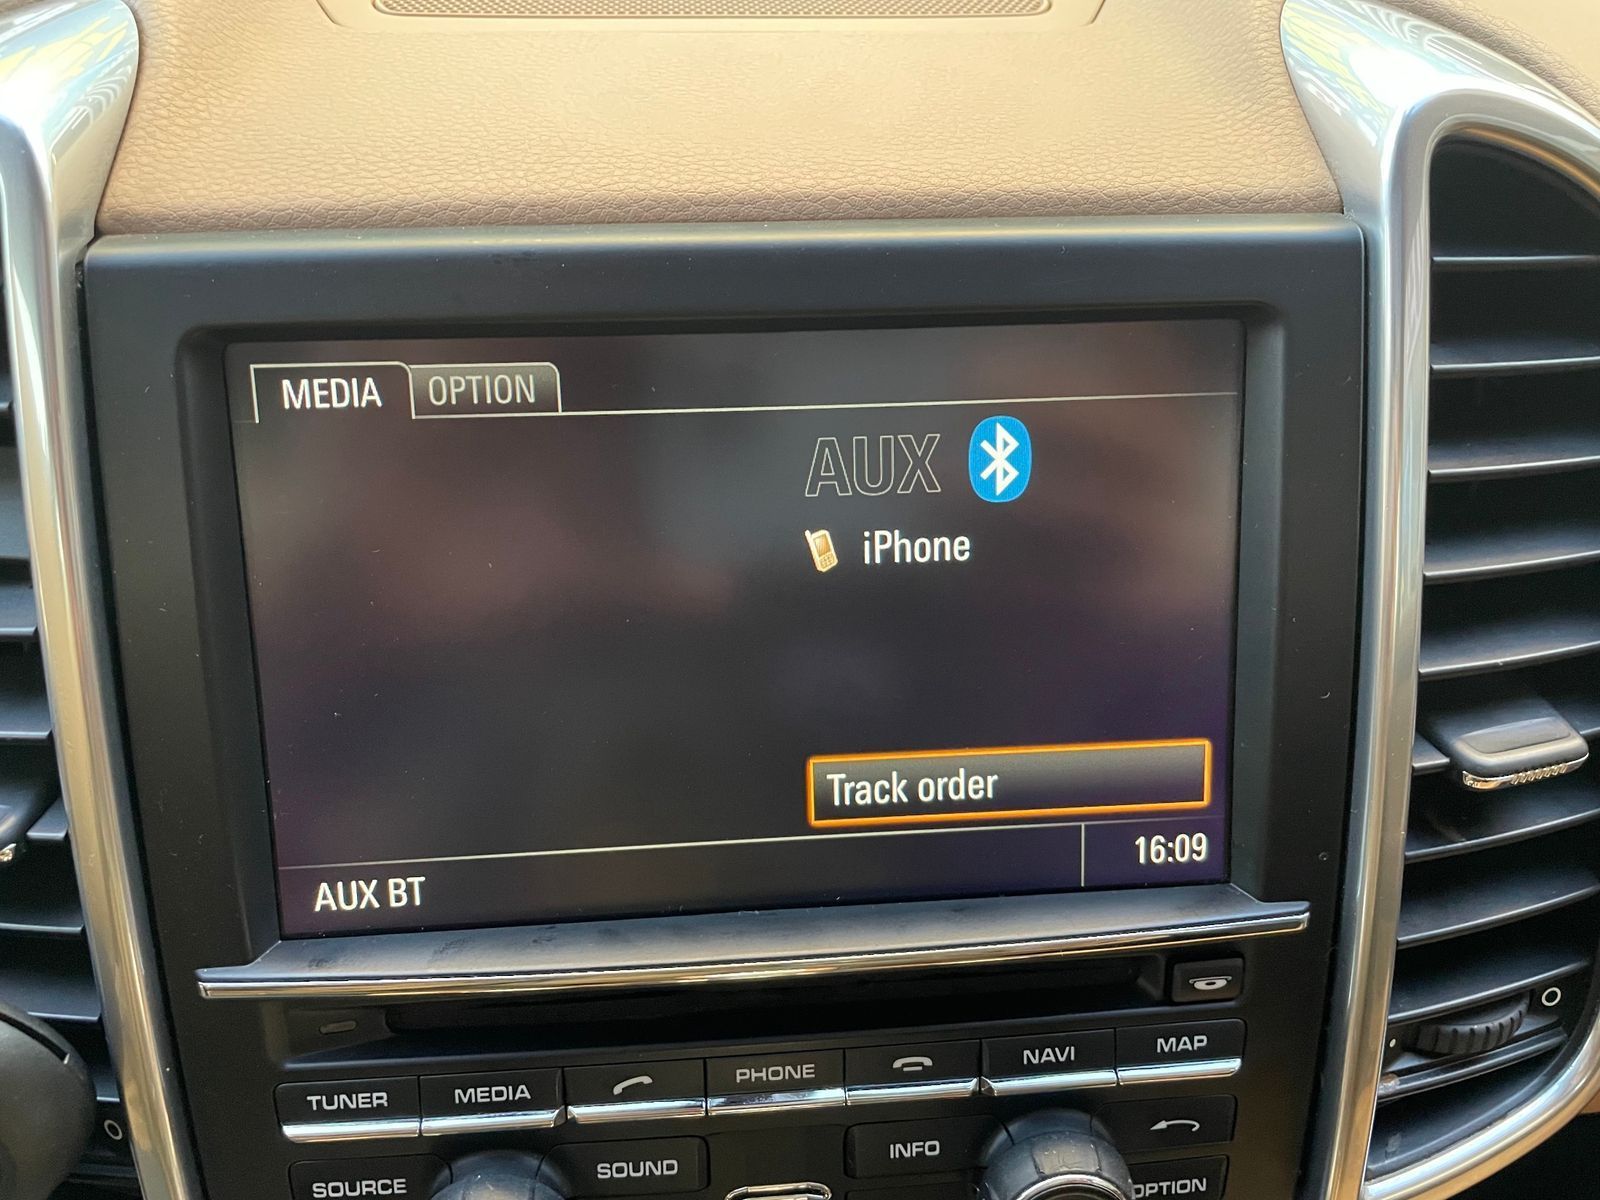 MEDIA OPTION
AUX
iPhone
Track order
16:09
AUX BT
TUNER MEDIA PHONE NAVI MAP
SOURCE SOUND INFO OPTION